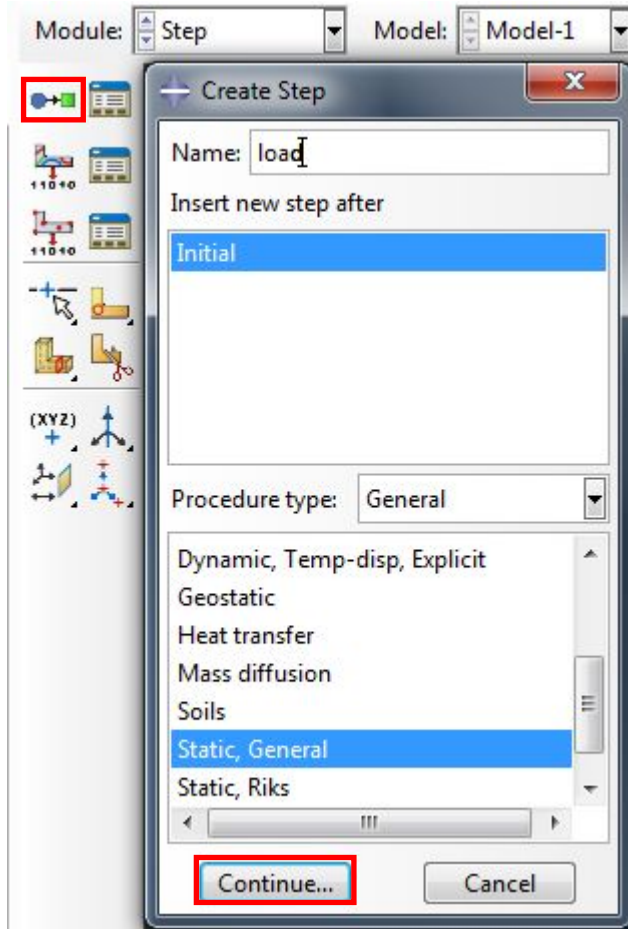 Module: Step Model: Model-1
Create Step
Name: load
Insert new step after
Initial
(XYZ)
Procedure type: General
Dynamic, Temp-disp, Explicit
Geostatic
Heat transfer
Mass diffusion
Soils
Static, General
Static, Riks
Continue... Cancel